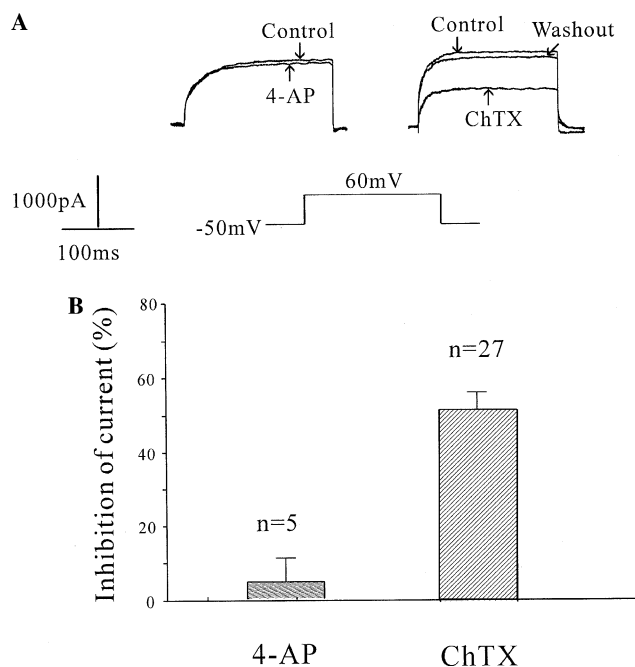 A
Control
4-AP
Control
Washout
ChTX
1000pA
100ms
60mV
-50mV
B
Inhibition of current (%)
80
60
40
20
0
n=5
n=27
4-AP
ChTX